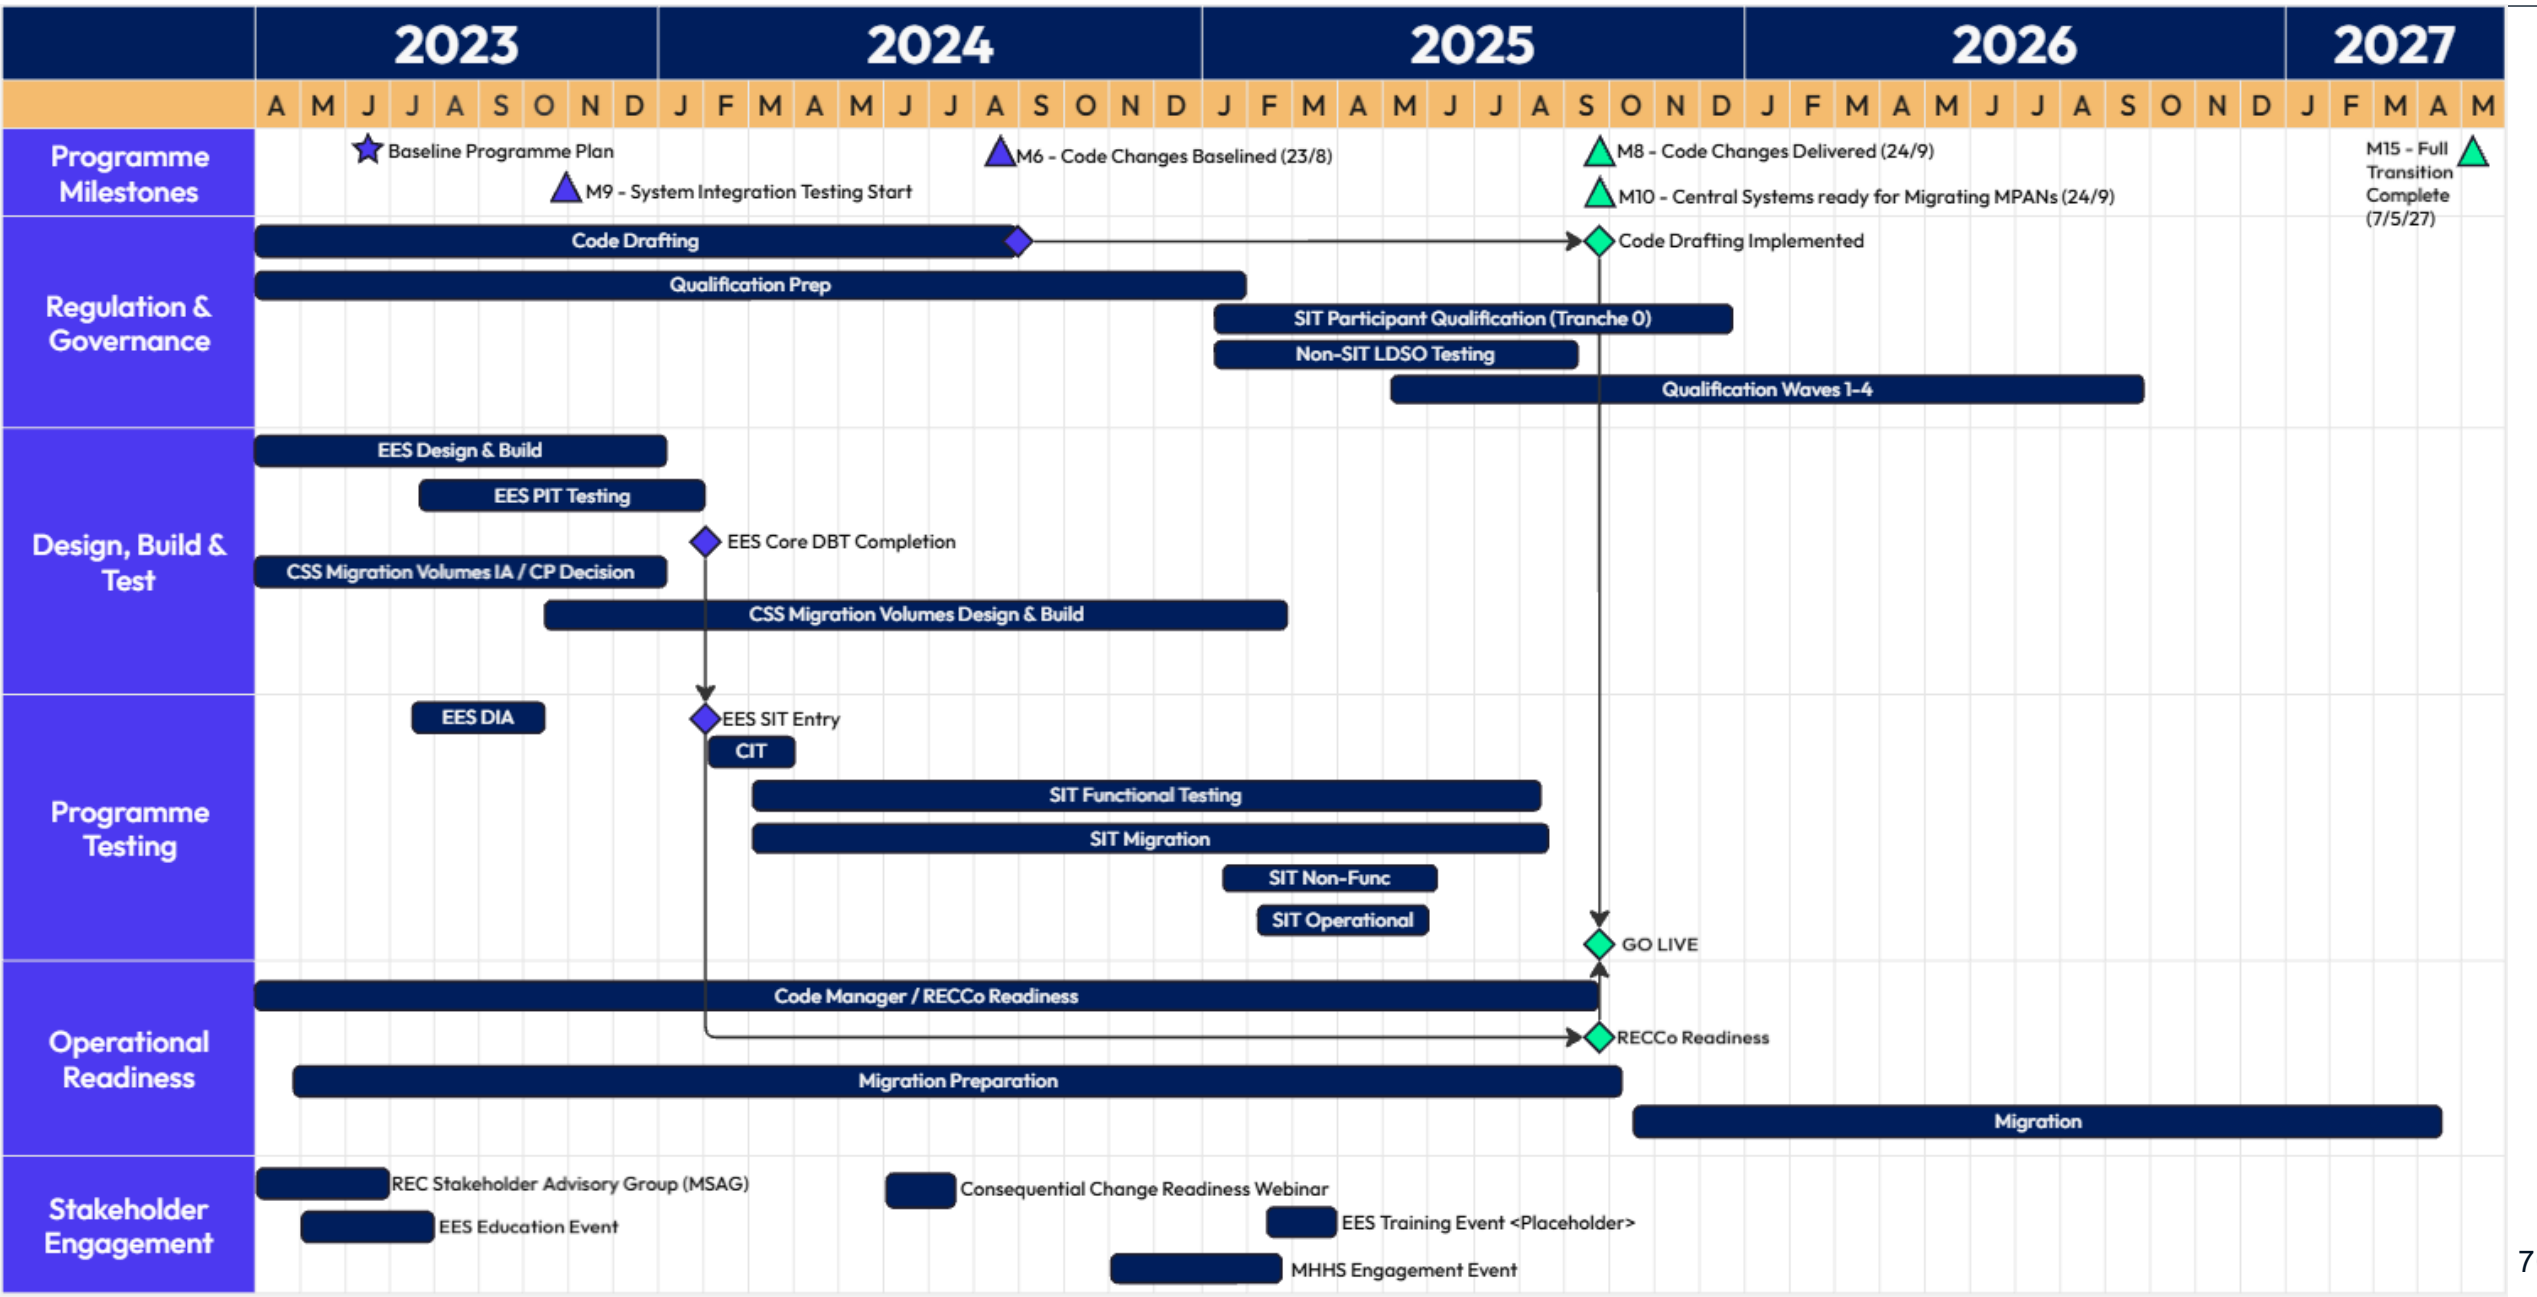 2023 2024 2025 2026 2027
A M J J A S O N D J F M A M J J A S O N D J F M A M J J A S O N D J F M A M J J A S O N D J F M A M
Programme
Milestones
Baseline Programme Plan
M9 - System Integration Testing Start
M6 - Code Changes Baselined (23/8)
M8 - Code Changes Delivered (24/9)
M10 - Central Systems ready for Migrating MPANs (24/9)
M15 - Full
Transition
Complete
(7/5/27)
Regulation &
Governance
Code Drafting
Code Drafting Implemented
Qualification Prep
SIT Participant Qualification (Tranche 0)
Non-SIT LDSO Testing
Qualification Waves 1-4
Design, Build &
Test
EES Design & Build
EES PIT Testing
EES Core DBT Completion
CSS Migration Volumes IA / CP Decision
CSS Migration Volumes Design & Build
Programme
Testing
EES DIA
EES SIT Entry
CIT
SIT Functional Testing
SIT Migration
SIT Non-Func
SIT Operational
GO LIVE
Operational
Readiness
Code Manager / RECCo Readiness
RECCo Readiness
Migration Preparation
Migration
Stakeholder
Engagement
REC Stakeholder Advisory Group (MSAG)
Consequential Change Readiness Webinar
EES Education Event
EES Training Event <Placeholder>
MHHS Engagement Event
7